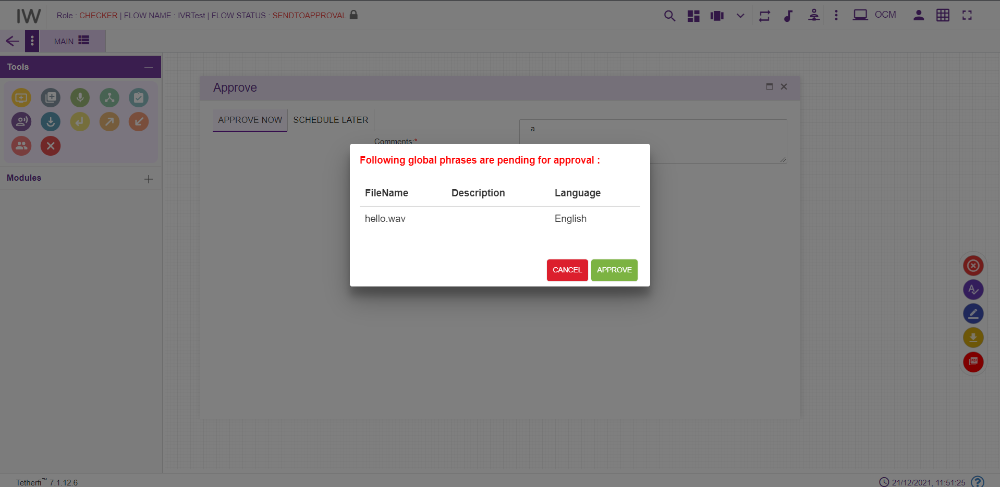 IW
Role : CHECKER | FLOW NAME : IVRTest | FLOW STATUS : SENDTOAPPROVAL
OCM
MAIN
Tools
Approve
APPROVE NOW
SCHEDULE LATER
a
Comments:*
Following global phrases are pending for approval :
FileName Description Language
hello.wav English
CANCEL APPROVE
Modules
PDF
Tetherfi™ 7.1.12.6
21/12/2021, 11:51:25